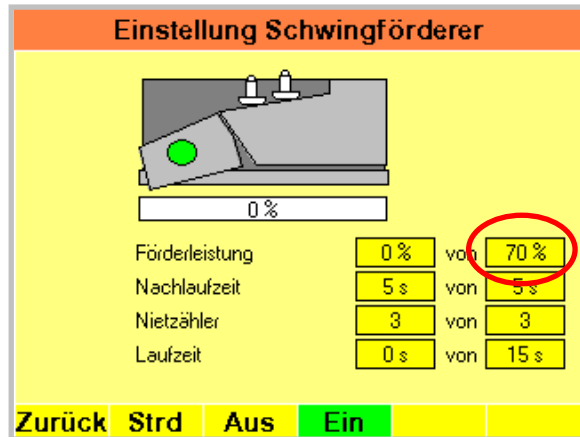 Einstellung Schwingförderer
0 %
Förderleistung 0 % von 70 %
Nachlaufzeit 5 s von 5 s
Nietzähler 3 von 3
Laufzeit 0 s von 15 s
Zurück Strd Aus Ein